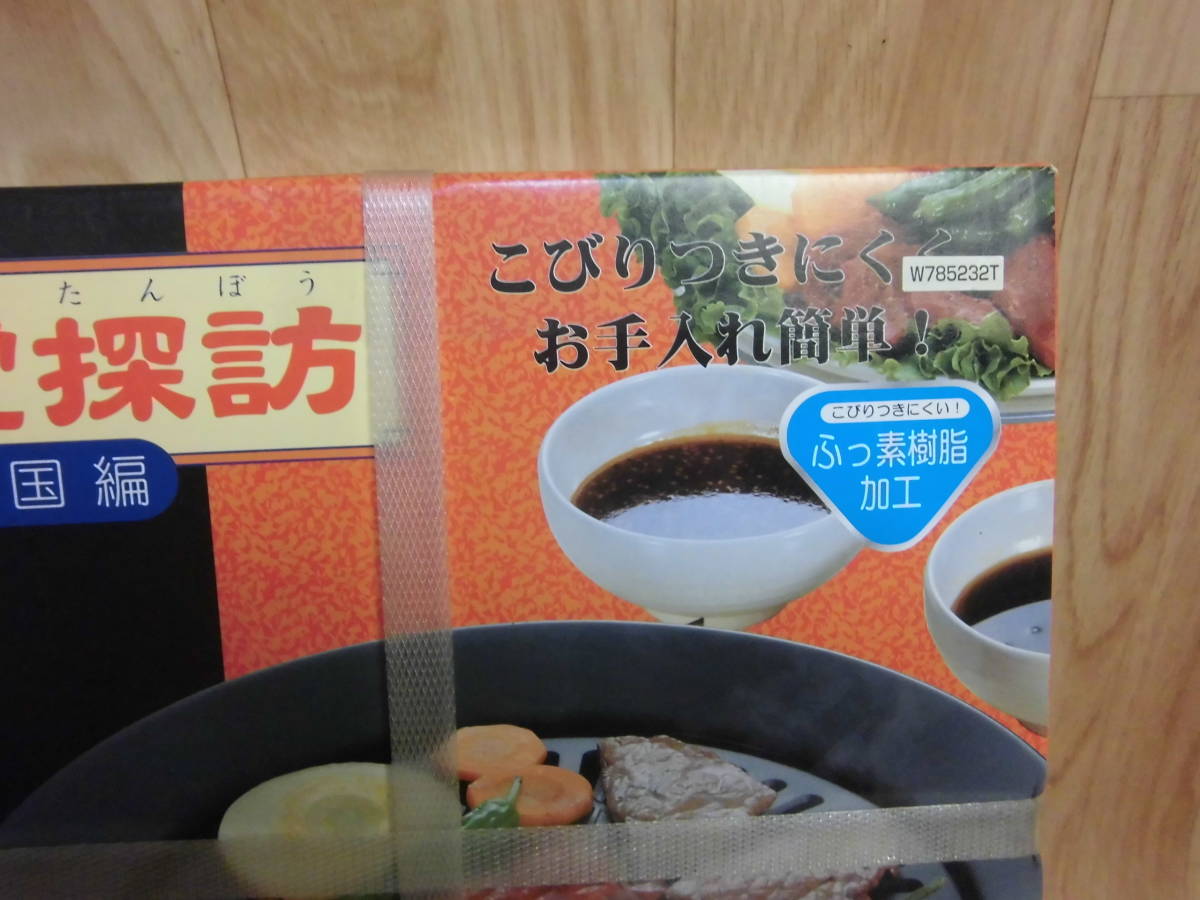 たんぼう
探訪
国編
こびりつきにくく
W785232T
お手入れ簡単！
こびりつきにくい！
ふっ素樹脂
加工